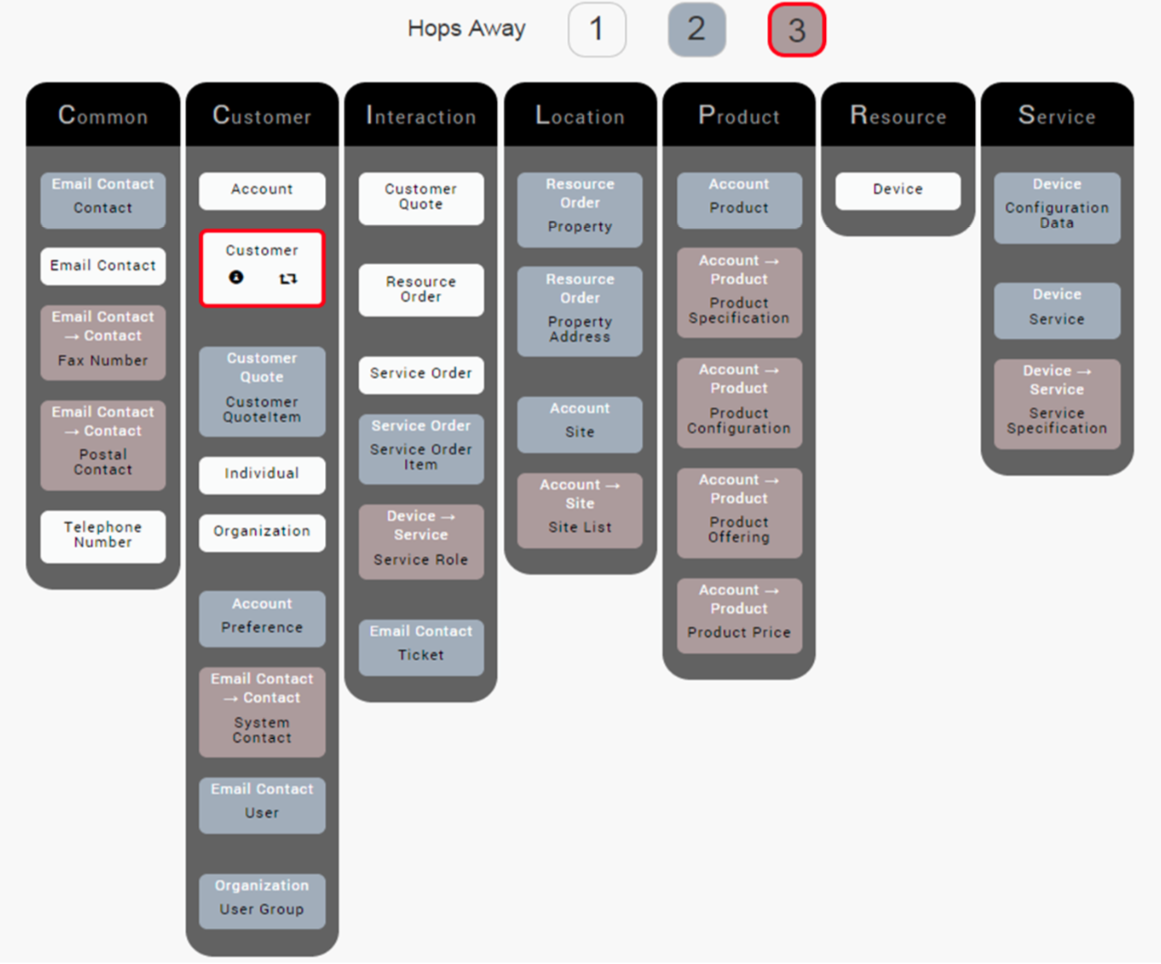 Hops Away 1 2 3
Common
Email Contact
Contact
Email Contact
Email Contact
→ Contact
Fax Number
Email Contact
→ Contact
Postal
Contact
Telephone
Number
Customer
Account
Customer
Customer
Quote
Customer
QuoteItem
Individual
Organization
Account
Preference
Email Contact
→ Contact
System
Contact
Email Contact
User
Organization
User Group
Interaction
Customer
Quote
Resource
Order
Service Order
Service Order
Service Order
Item
Device →
Service
Service Role
Email Contact
Ticket
Location
Resource
Order
Property
Resource
Order
Property
Address
Account
Site
Account →
Site
Site List
Product
Account
Product
Account →
Product
Product
Specification
Account →
Product
Product
Configuration
Account →
Product
Product
Offering
Account →
Product
Product Price
Resource
Device
Service
Device
Configuration
Data
Device
Service
Device →
Service
Service
Specification